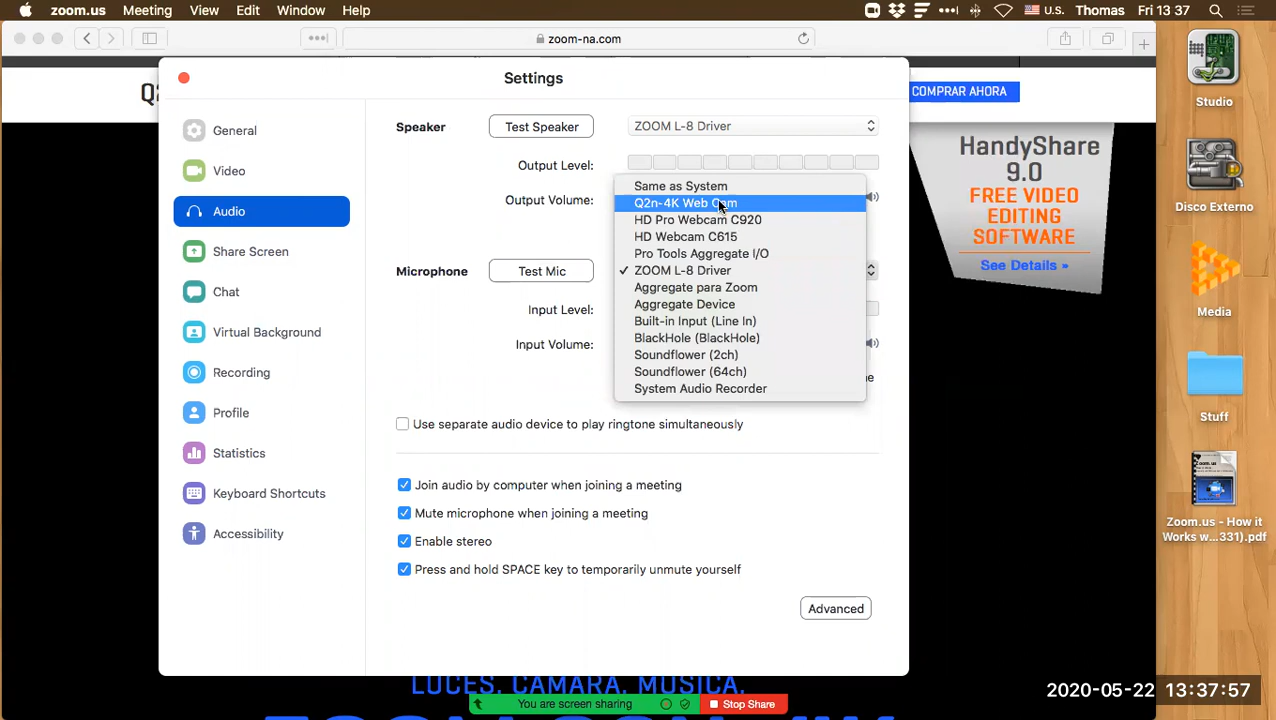 zoom.us Meeting View Edit Window Help U.S. Thomas Fri 13 37
zoom-na.com
Settings
COMPRAR AHORA
Studio
General
Video
Audio
Share Screen
Chat
Virtual Background
Recording
Profile
Statistics
Keyboard Shortcuts
Accessibility
Speaker
Test Speaker
ZOOM L-8 Driver
Output Level:
Output Volume:
Same as System
Q2n-4K Web Cam
HD Pro Webcam C920
HD Webcam C615
Pro Tools Aggregate I/O
✓ ZOOM L-8 Driver
Aggregate para Zoom
Aggregate Device
Built-in Input (Line In)
BlackHole (BlackHole)
Soundflower (2ch)
Soundflower (64ch)
System Audio Recorder
Microphone
Test Mic
Input Level:
Input Volume:
Use separate audio device to play ringtone simultaneously
Join audio by computer when joining a meeting
Mute microphone when joining a meeting
Enable stereo
Press and hold SPACE key to temporarily unmute yourself
Advanced
HandyShare
9.0
FREE VIDEO
EDITING
SOFTWARE
See Details »
Disco Externo
Media
Stuff
Zoom.us - How it
Works w...331).pdf
LUCES, CÁMARA, MÚSICA,
You are screen sharing
Stop Share
2020-05-22 13:37:57